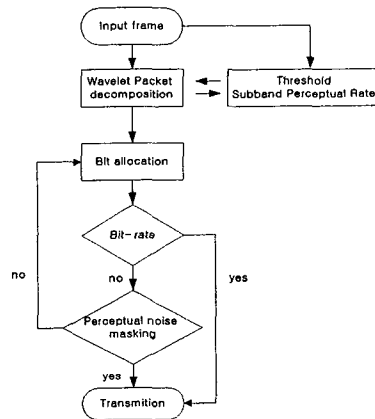 Input frame
Wavelet Packet
decomposition
Threshold
Subband Perceptual Rate
Bit allocation
Bit-rate
no
no
yes
Perceptual noise
masking
yes
Transmition